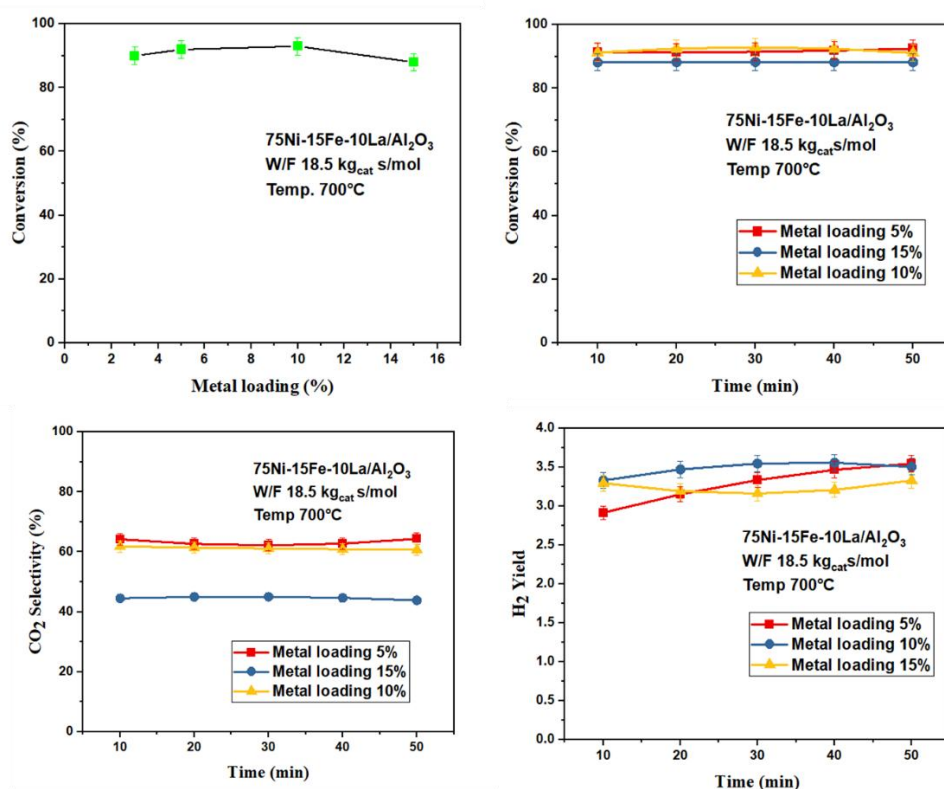 100
80
60
40
20
0
Conversion (%)
75Ni-15Fe-10La/Al₂O₃
W/F 18.5 kg_cat s/mol
Temp. 700°C
0 2 4 6 8 10 12 14 16
Metal loading (%)
100
80
60
40
20
0
Conversion (%)
75Ni-15Fe-10La/Al₂O₃
W/F 18.5 kg_cat s/mol
Temp 700°C
Metal loading 5%
Metal loading 15%
Metal loading 10%
10 20 30 40 50
Time (min)
100
80
60
40
20
0
CO₂ Selectivity (%)
75Ni-15Fe-10La/Al₂O₃
W/F 18.5 kg_cat s/mol
Temp 700°C
Metal loading 5%
Metal loading 15%
Metal loading 10%
10 20 30 40 50
Time (min)
4.0
3.5
3.0
2.5
2.0
1.5
1.0
0.5
0.0
H₂ Yield
75Ni-15Fe-10La/Al₂O₃
W/F 18.5 kg_cat s/mol
Temp 700°C
Metal loading 5%
Metal loading 10%
Metal loading 15%
10 20 30 40 50
Time (min)